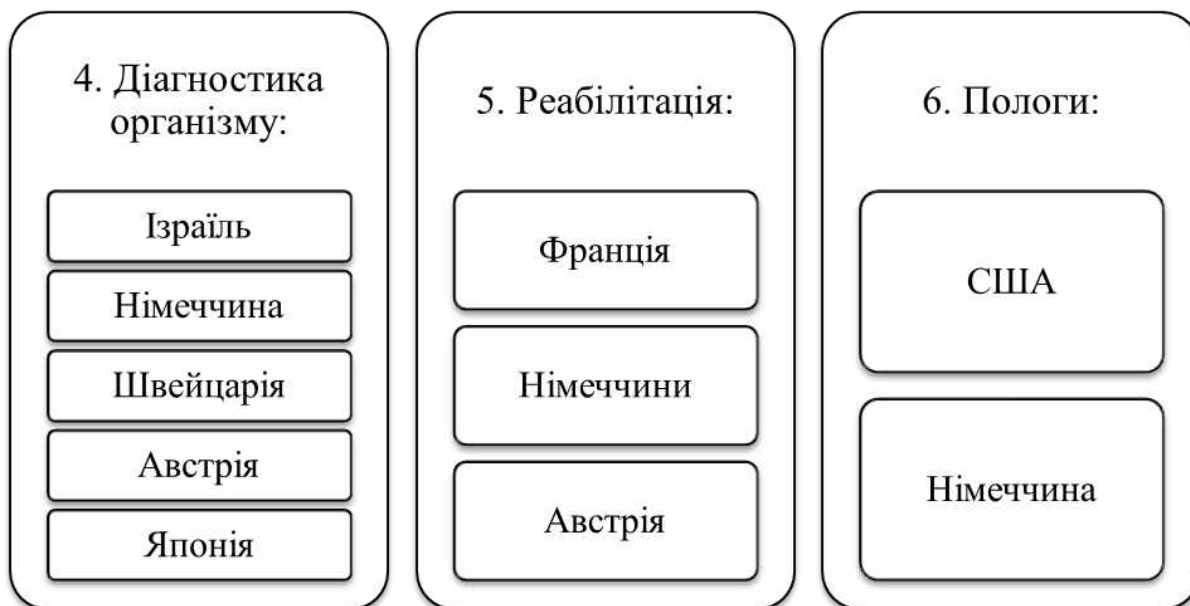 4. Діагностика
організму:
Ізраїль
Німеччина
Швейцарія
Австрія
Японія
5. Реабілітація:
Франція
Німеччини
Австрія
6. Пологи:
США
Німеччина